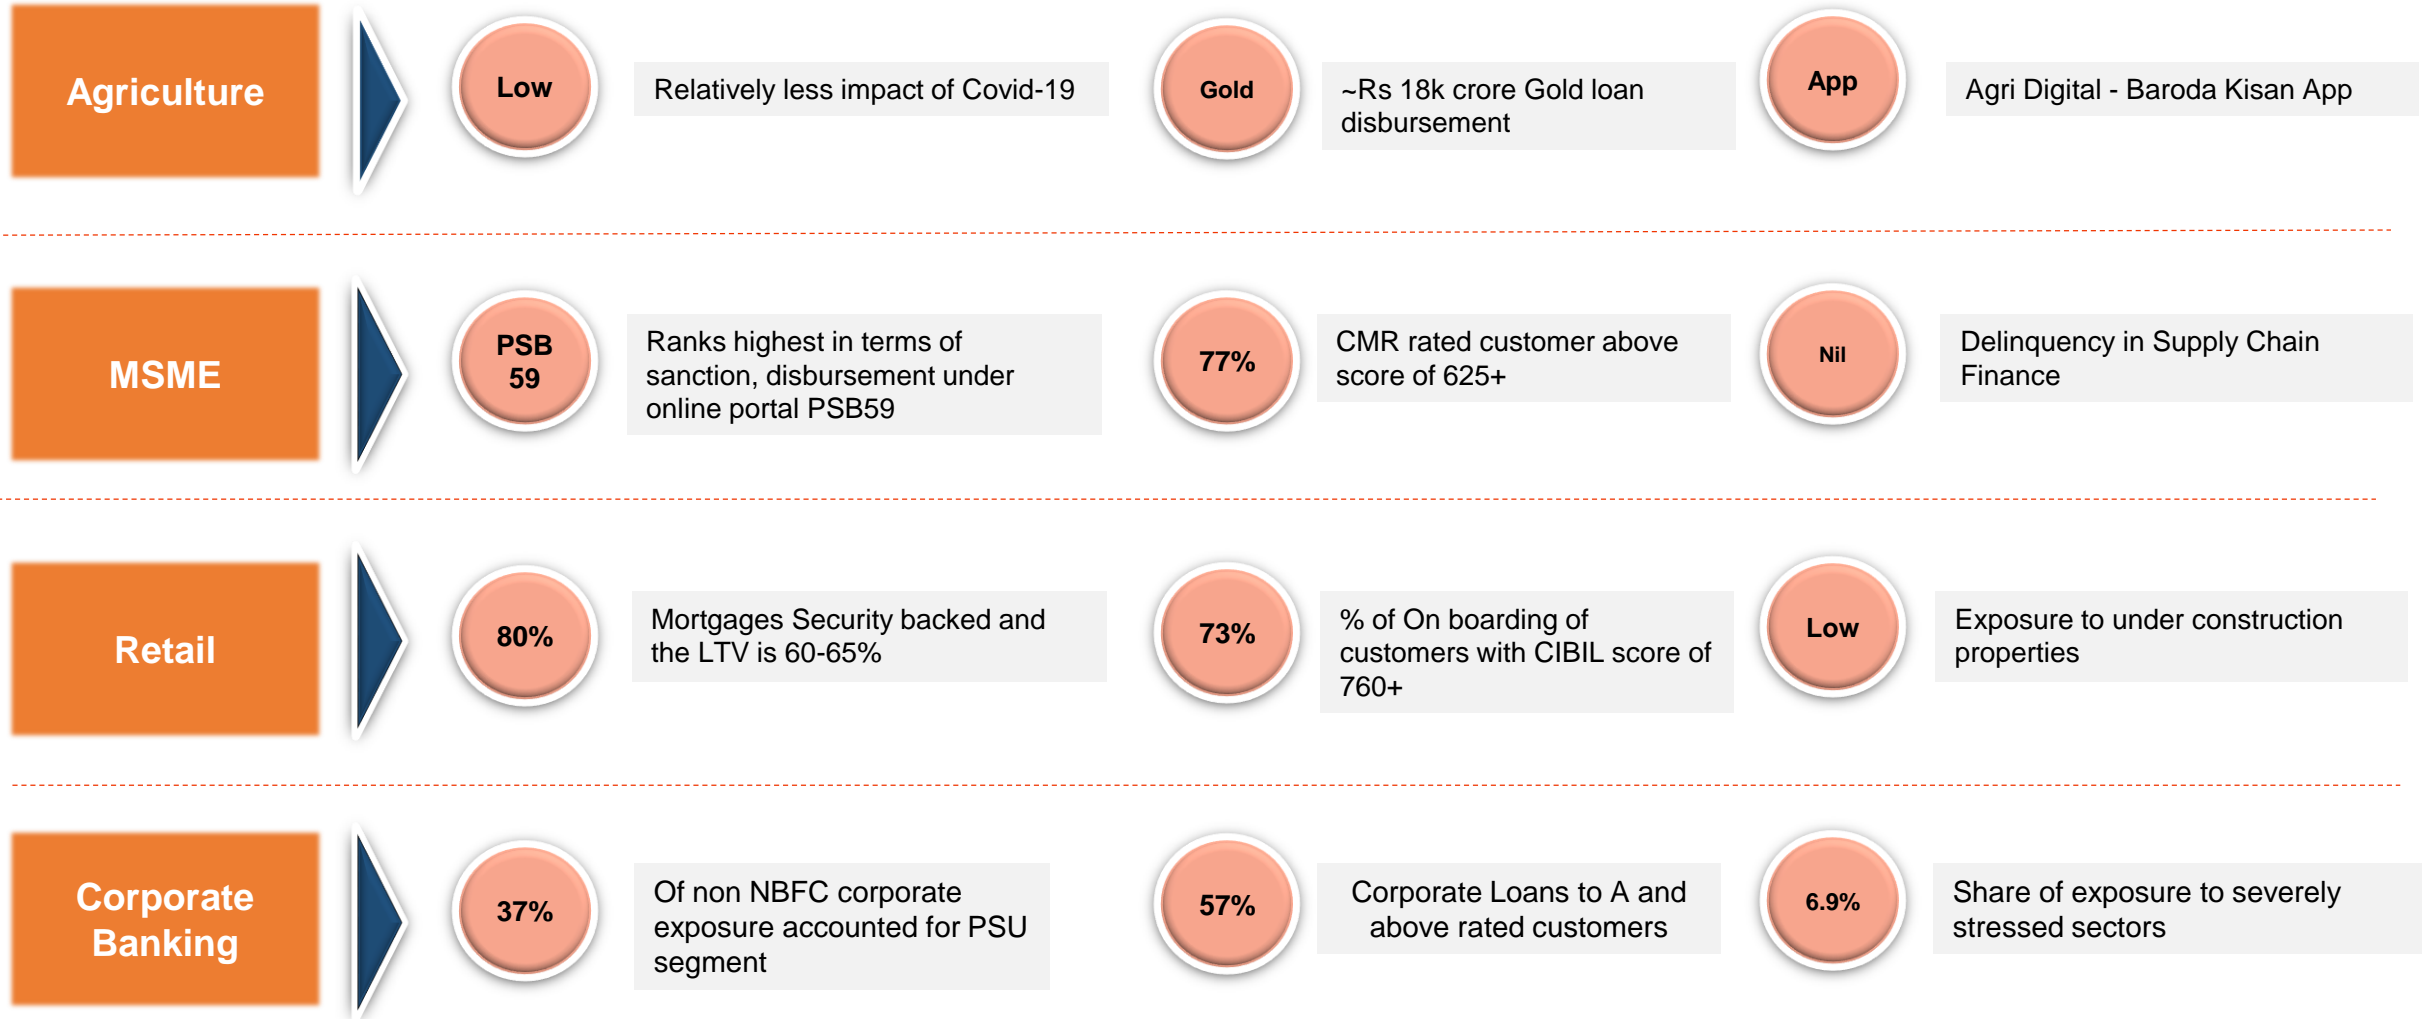 Agriculture
Low
Relatively less impact of Covid-19
Gold
~Rs 18k crore Gold loan
disbursement
App
Agri Digital - Baroda Kisan App
MSME
PSB
59
Ranks highest in terms of
sanction, disbursement under
online portal PSB59
77%
CMR rated customer above
score of 625+
Nil
Delinquency in Supply Chain
Finance
Retail
80%
Mortgages Security backed and
the LTV is 60-65%
73%
% of On boarding of
customers with CIBIL score of
760+
Low
Exposure to under construction
properties
Corporate
Banking
37%
Of non NBFC corporate
exposure accounted for PSU
segment
57%
Corporate Loans to A and
above rated customers
6.9%
Share of exposure to severely
stressed sectors